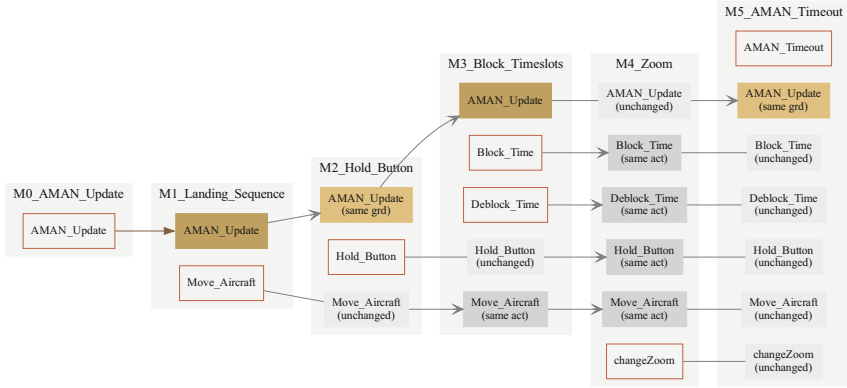 M0_AMAN_Update
AMAN_Update
M1_Landing_Sequence
AMAN_Update
Move_Aircraft
M2_Hold_Button
AMAN_Update
(same grd)
Hold_Button
Move_Aircraft
(unchanged)
M3_Block_Timeslots
AMAN_Update
Block_Time
Deblock_Time
Hold_Button
(unchanged)
Move_Aircraft
(same act)
M4_Zoom
AMAN_Update
(unchanged)
Block_Time
(same act)
Deblock_Time
(same act)
Hold_Button
(same act)
Move_Aircraft
(same act)
changeZoom
M5_AMAN_Timeout
AMAN_Timeout
AMAN_Update
(same grd)
Block_Time
(unchanged)
Deblock_Time
(unchanged)
Hold_Button
(unchanged)
Move_Aircraft
(unchanged)
changeZoom
(unchanged)